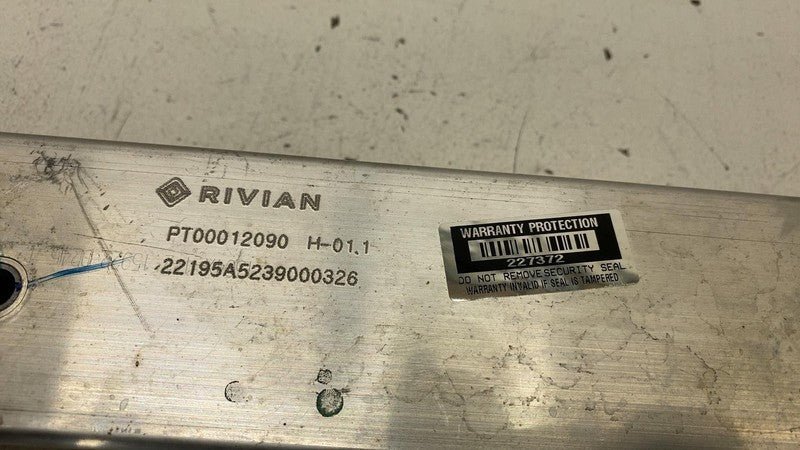 RIVIAN
PT00012090 H-01.1
22195A5239000326
WARRANTY PROTECTION
227372
DO NOT REMOVE SECURITY SEAL
WARRANTY INVALID IF SEAL IS TAMPERED